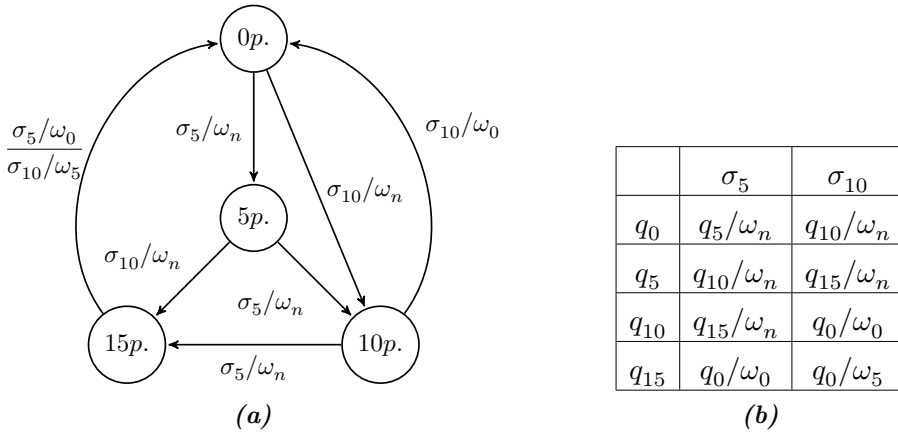 0p.
σ₅/ωₙ
σ₁₀/ω₀
σ₅/ω₀
σ₁₀/ω₅
σ₁₀/ωₙ
5p.
σ₁₀/ωₙ
σ₅/ωₙ
15p.
10p.
σ₅/ωₙ
(a)
σ₅ σ₁₀
q₀ q₅/ωₙ q₁₀/ωₙ
q₅ q₁₀/ωₙ q₁₅/ωₙ
q₁₀ q₁₅/ωₙ q₀/ω₀
q₁₅ q₀/ω₀ q₀/ω₅
(b)